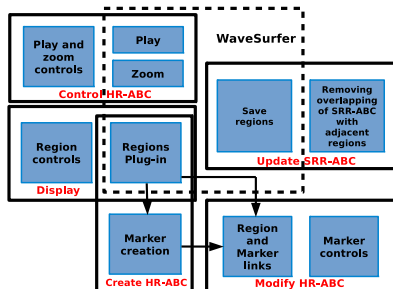 Play and
zoom
controls
Play
Zoom
Control HR-ABC
WaveSurfer
Save
regions
Removing
overlapping
of SRR-ABC
with
adjacent
regions
Update SRR-ABC
Region
controls
Display
Regions
Plug-in
Marker
creation
Create HR-ABC
Region
and
Marker
links
Marker
controls
Modify HR-ABC